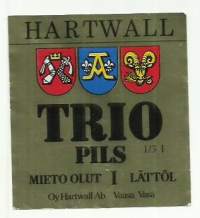 HARTWALL
A
TRIO
1/3 l
PILS
MIETO OLUT I LÄTTÖL
Oy Hartwall Ab Vaasa, Vasa